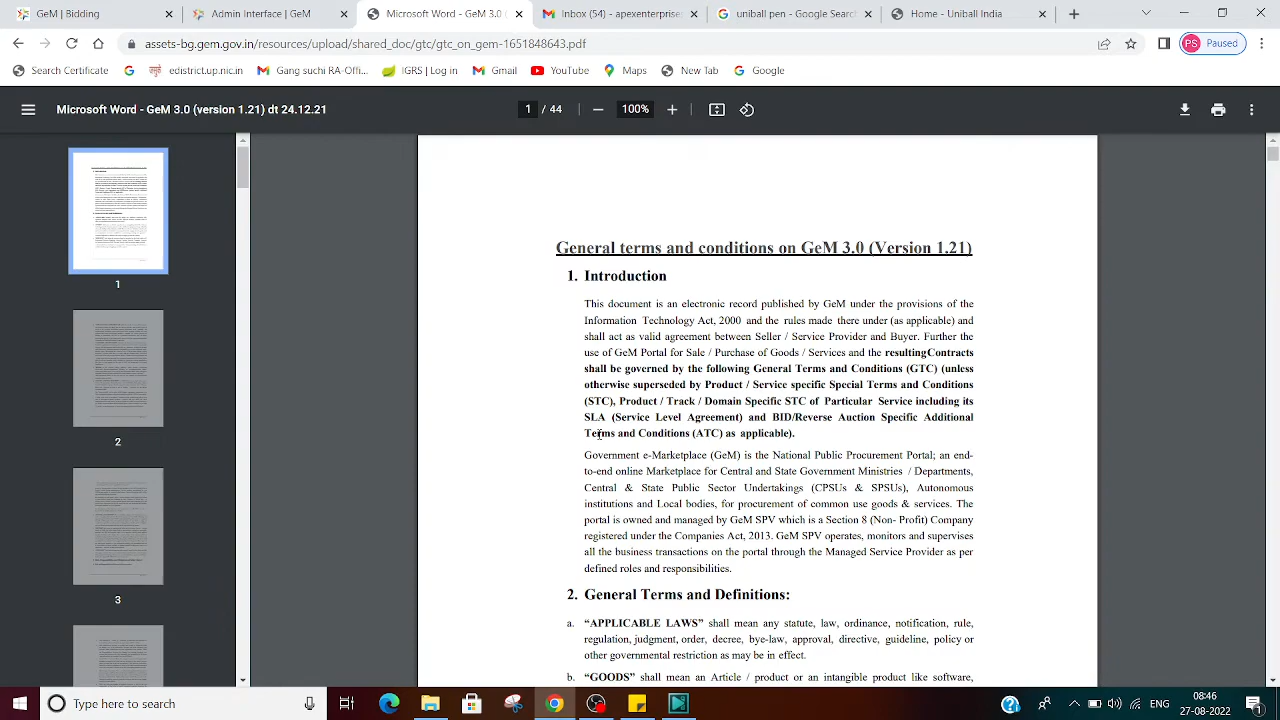 GeM | Bidding
Admin Interface | GeM
Microsoft Word - GeM 3.0 (
Inbox (54) - apexenterprise
uniball pen - Google Search
Home - Uniball India
assets-bg.gem.gov.in/resources/upload/shared_doc/gtc/gtc_on_gem-1651848643.pdf
PS Paused
Search Certificate
edistrict.up.nic.in
Gang such RA-Offi...
IGRS | Log in
Gmail
YouTube
Maps
New Tab
Google
Microsoft Word - GeM 3.0 (version 1.21) dt 24.12.21
1 / 44
100%
1
2
3
General terms and conditions on GeM 3.0 (Version 1.21)
1. Introduction
This document is an electronic record published by GeM under the provisions of the
Information Technology Act, 2000 and the rules made there under (as applicable) and
shall act as valid agreement between Seller / Service Provider and Buyer. Further the
use of GeM Portal for Sale / Purchase of Goods / Services and the resultingContracts
shall be governed by the following General Terms and Conditions (GTC) (unless
otherwise superseded by Product / Service specific Special Terms and Conditions
(STC), Product / Track / Domain Specific STC of Particular Service including its
SLA (Service Level Agreement) and BID/Reverse Auction Specific Additional
Terms and Conditions (ATC) as applicable).
Government e-Marketplace (GeM) is the National Public Procurement Portal; an end-
to-end online Marketplace for Central and State Government Ministries / Departments,
Central & State Public Sector Undertakings (CPSUs & SPSUs), Autonomous
institutions and Local bodies, for procurement of common use goods & services. The
portal is owned and managed by GeM SPV which is a Section 8 (Non- Profit) Company
registered under the Companies Act, 2013. GeM SPV operates, monitors and supervises
all the business transactions on the portal through the Managed Service Provider as per
defined roles and responsibilities.
2. General Terms and Definitions:
a. “APPLICABLE LAWS” shall mean any statute, law, ordinance, notification, rule,
regulation, judgment, order, decree, bye-law, approval, directive, guideline, policy or
other governmental restriction as may be in effect.
b. “GOODS” shall mean an Article / product or an intangible product like software,
Type here to search
ENG
08:46
27-08-2022